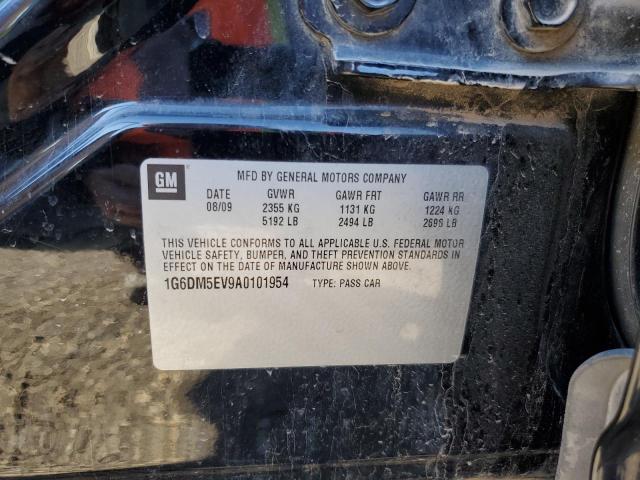 GM
MFD BY GENERAL MOTORS COMPANY
DATE GVWR GAWR FRT GAWR RR
08/09 2355 KG 1131 KG 1224 KG
5192 LB 2494 LB 2698 LB
THIS VEHICLE CONFORMS TO ALL APPLICABLE U.S. FEDERAL MOTOR
VEHICLE SAFETY, BUMPER, AND THEFT PREVENTION STANDARDS IN
EFFECT ON THE DATE OF MANUFACTURE SHOWN ABOVE.
1G6DM5EV9A0101954 TYPE: PASS CAR